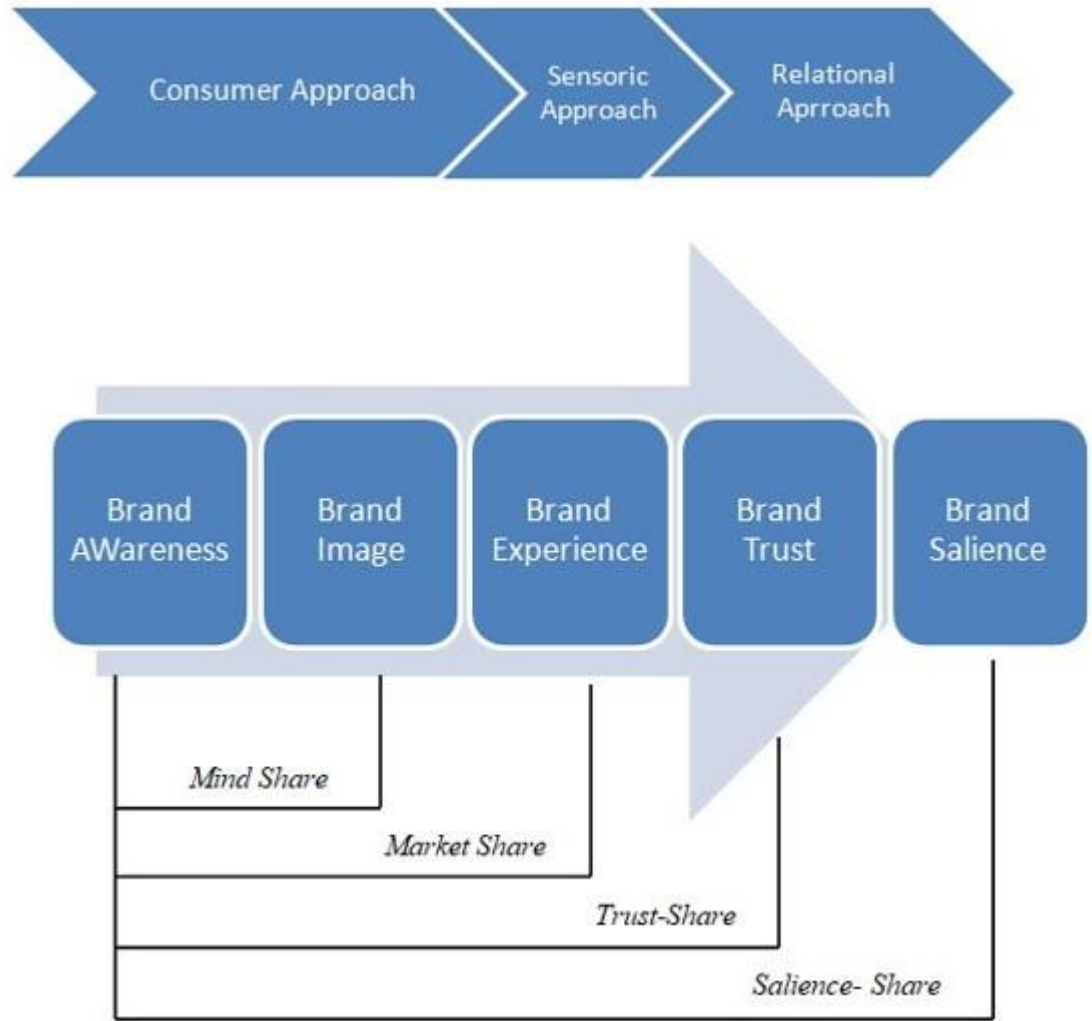 Consumer Approach
Sensoric
Approach
Relational
Aprroach
Brand
AWareness
Brand
Image
Brand
Experience
Brand
Trust
Brand
Salience
Mind Share
Market Share
Trust-Share
Salience- Share